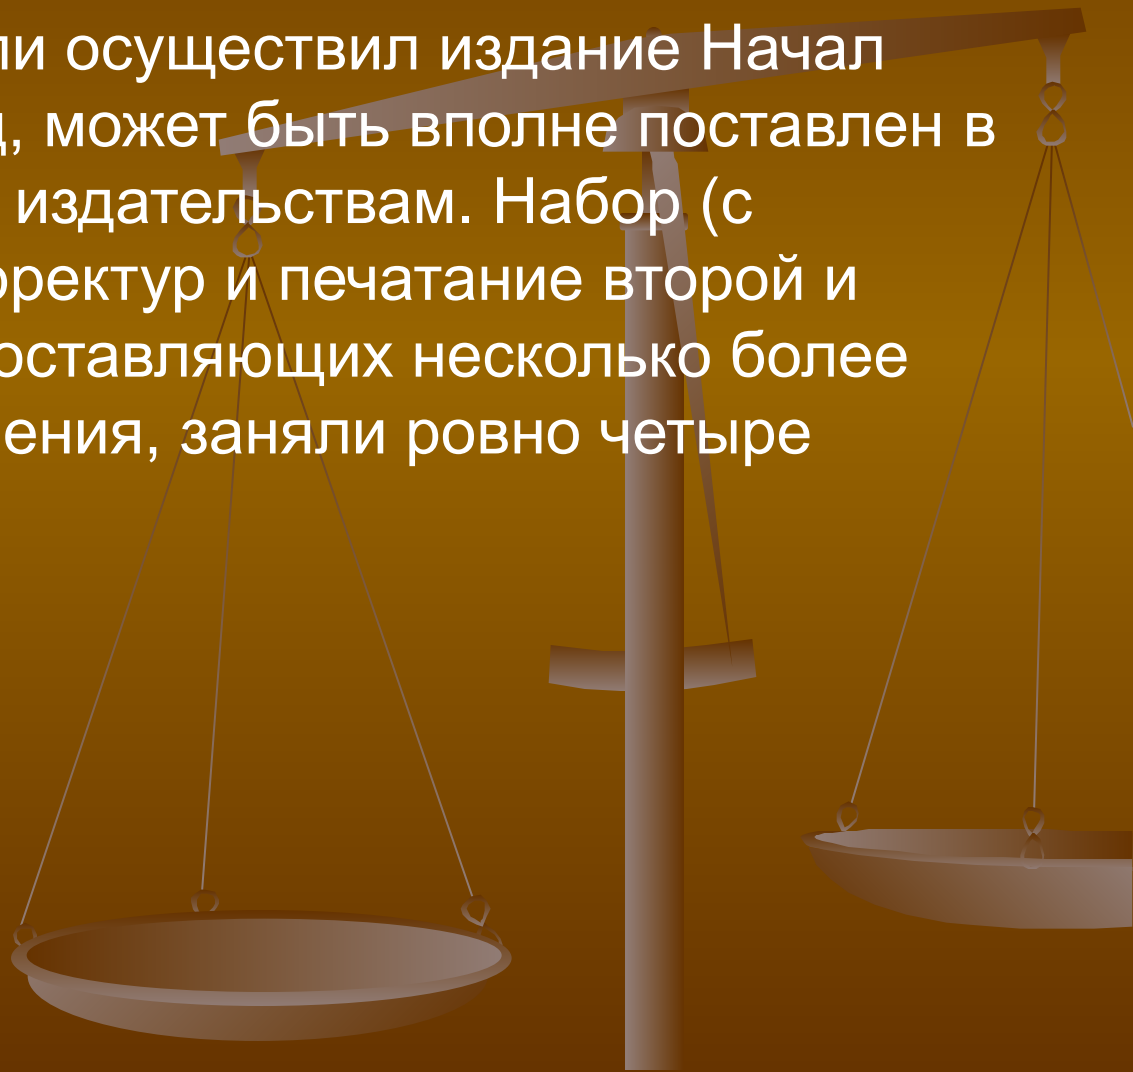 ли осуществил издание Начал
, может быть вполне поставлен в
издательствам. Набор (с
орректур и печатание второй и
оставляющих несколько более
ения, заняли ровно четыре